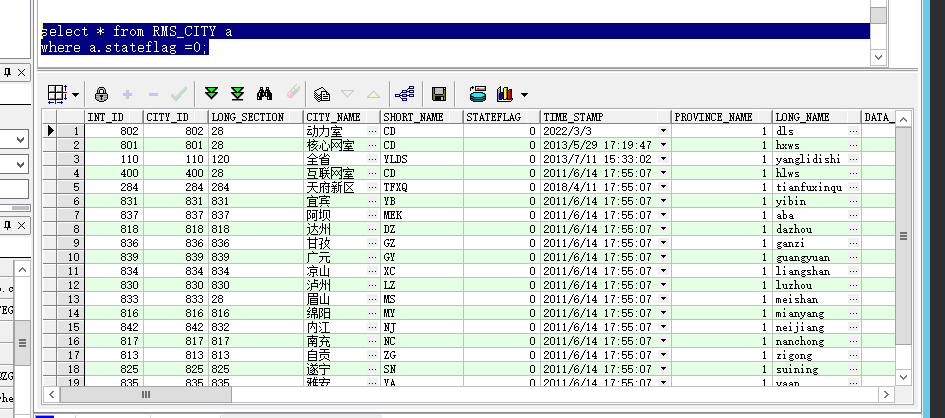 select * from RMS_CITY a
where a.stateflag =0;
INT_ID CITY_ID LONG_SECTION CITY_NAME SHORT_NAME STATEFLAG TIME_STAMP PROVINCE_NAME LONG_NAME DATA_
1 802 802 28 动力室 CD 0 2022/3/3 1 dls
2 801 801 28 核心网室 CD 0 2013/5/29 17:19:47 1 hxws
3 110 110 120 全省 YLDS 0 2013/7/11 15:33:02 1 yanglidishi
4 400 400 28 互联网室 CD 0 2011/6/14 17:55:07 1 hlws
5 284 284 284 天府新区 TFXQ 0 2018/4/11 17:55:07 1 tianfuxinqu
6 831 831 831 宜宾 YB 0 2011/6/14 17:55:07 1 yibin
7 837 837 837 阿坝 MEK 0 2011/6/14 17:55:07 1 aba
8 818 818 818 达州 DZ 0 2011/6/14 17:55:07 1 dazhou
9 836 836 836 甘孜 GZ 0 2011/6/14 17:55:07 1 ganzi
10 839 839 839 广元 GY 0 2011/6/14 17:55:07 1 guangyuan
11 834 834 834 凉山 XC 0 2011/6/14 17:55:07 1 liangshan
12 830 830 830 泸州 LZ 0 2011/6/14 17:55:07 1 luzhou
13 833 833 28 眉山 MS 0 2011/6/14 17:55:07 1 meishan
14 816 816 816 绵阳 MY 0 2011/6/14 17:55:07 1 mianyang
15 842 842 832 内江 NJ 0 2011/6/14 17:55:07 1 neijiang
16 817 817 817 南充 NC 0 2011/6/14 17:55:07 1 nanchong
17 813 813 813 自贡 ZG 0 2011/6/14 17:55:07 1 zigong
18 825 825 825 遂宁 SN 0 2011/6/14 17:55:07 1 suining
19 835 835 835 雅安 YA 0 2011/6/14 17:55:07 1 yaan